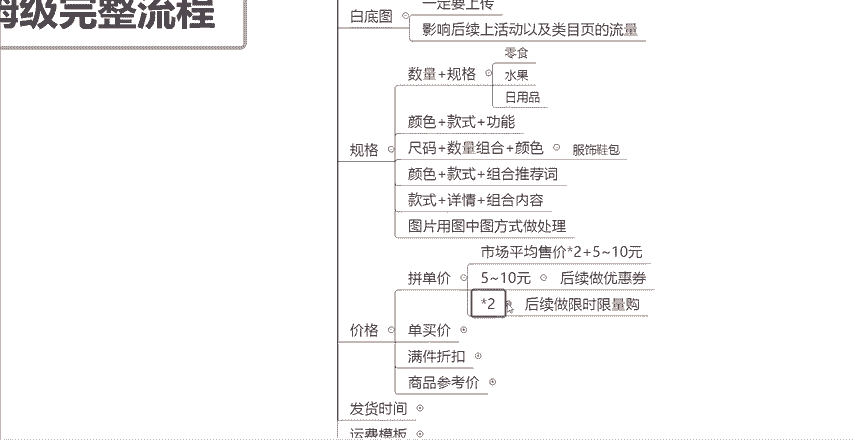 姆级完整流程
白底图
一定要上传
影响后续上活动以及类目页的流量
规格
数量+规格
零食
水果
日用品
颜色+款式+功能
尺码+数量组合+颜色
服饰鞋包
颜色+款式+组合推荐词
款式+详情+组合内容
图片用图中图方式做处理
价格
拼单价
市场平均售价*2+5~10元
5~10元
后续做优惠券
*2
后续做限时限量购
单买价
满件折扣
商品参考价
发货时间
运费模板